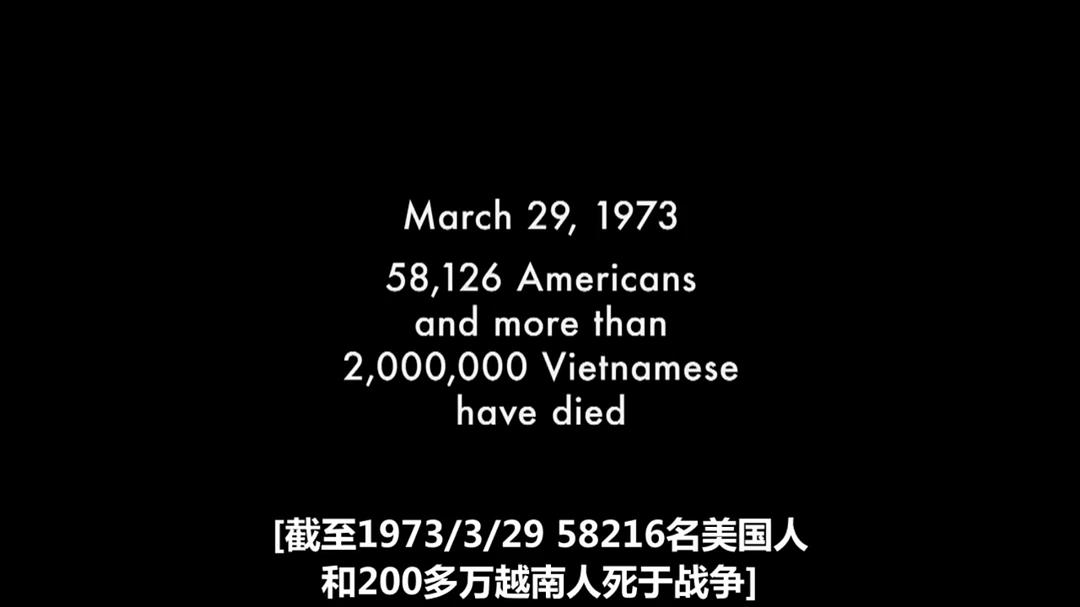 March 29, 1973
58,126 Americans
and more than
2,000,000 Vietnamese
have died
[截至1973/3/29 58216名美国人
和200多万越南人死于战争]